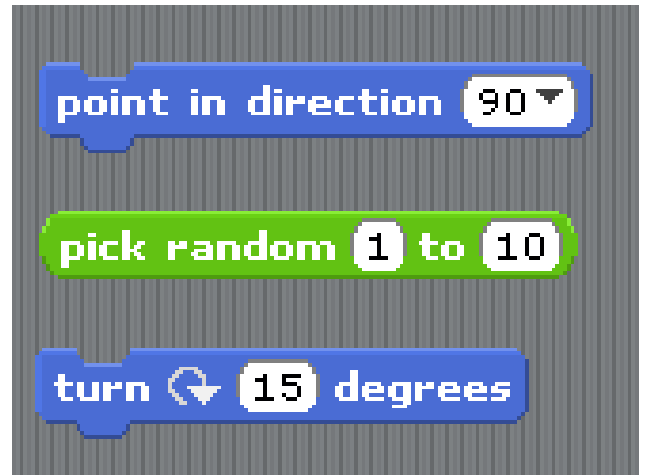 point in direction 90
pick random 1 to 10
turn 15 degrees